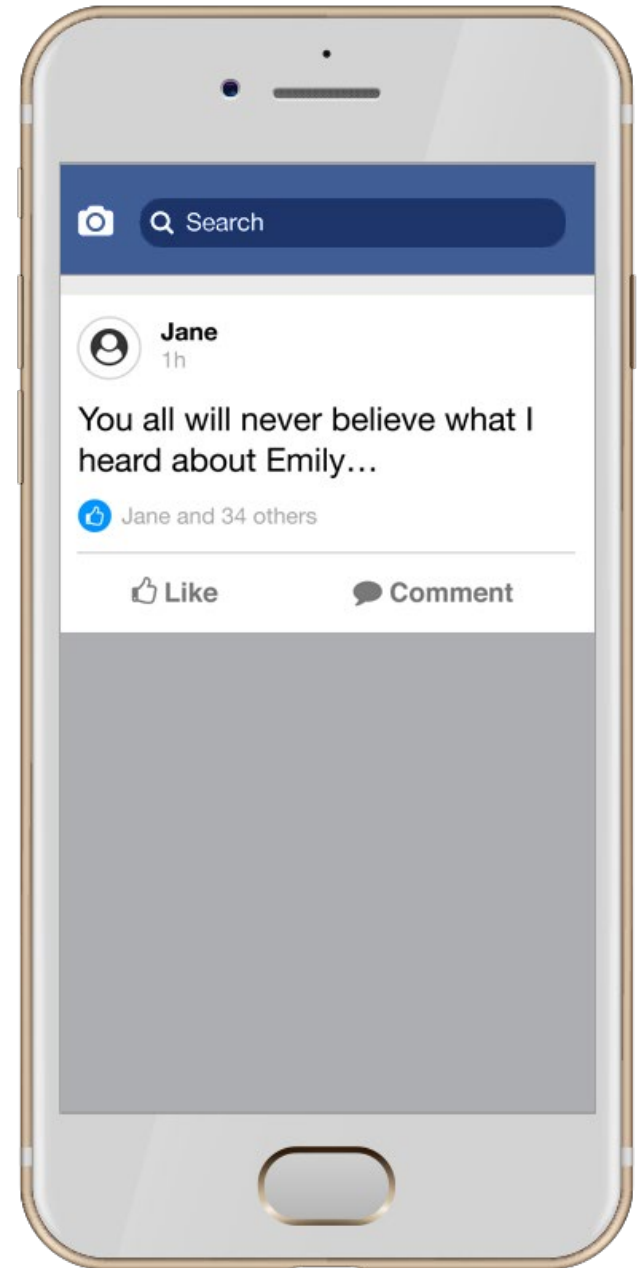 Search
Jane
1h
You all will never believe what I
heard about Emily…
Jane and 34 others
Like
Comment